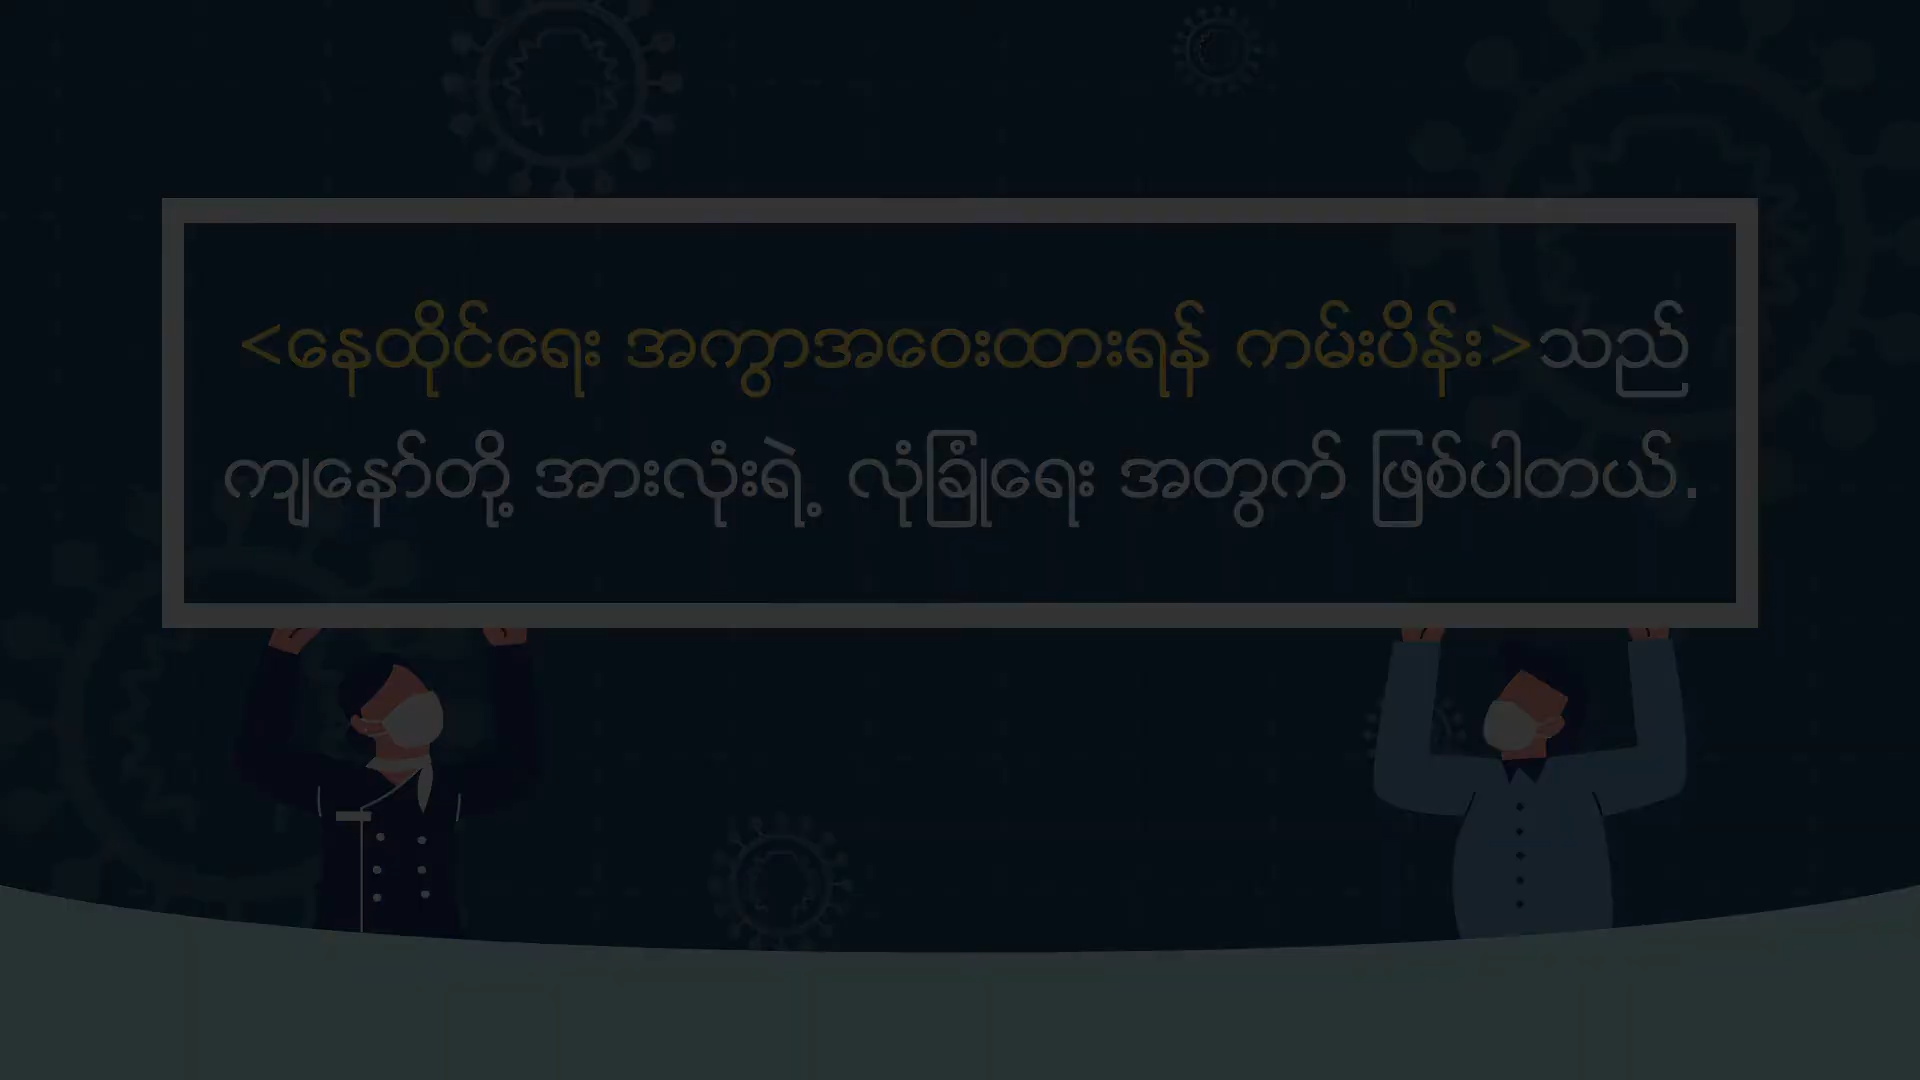 <နေထိုင်ရေး အကွာအဝေးထားရန် ကမ်းပိန်း>သည်
ကျနော်တို့ အားလုံးရဲ့ လုံခြုံရေး အတွက် ဖြစ်ပါတယ်.